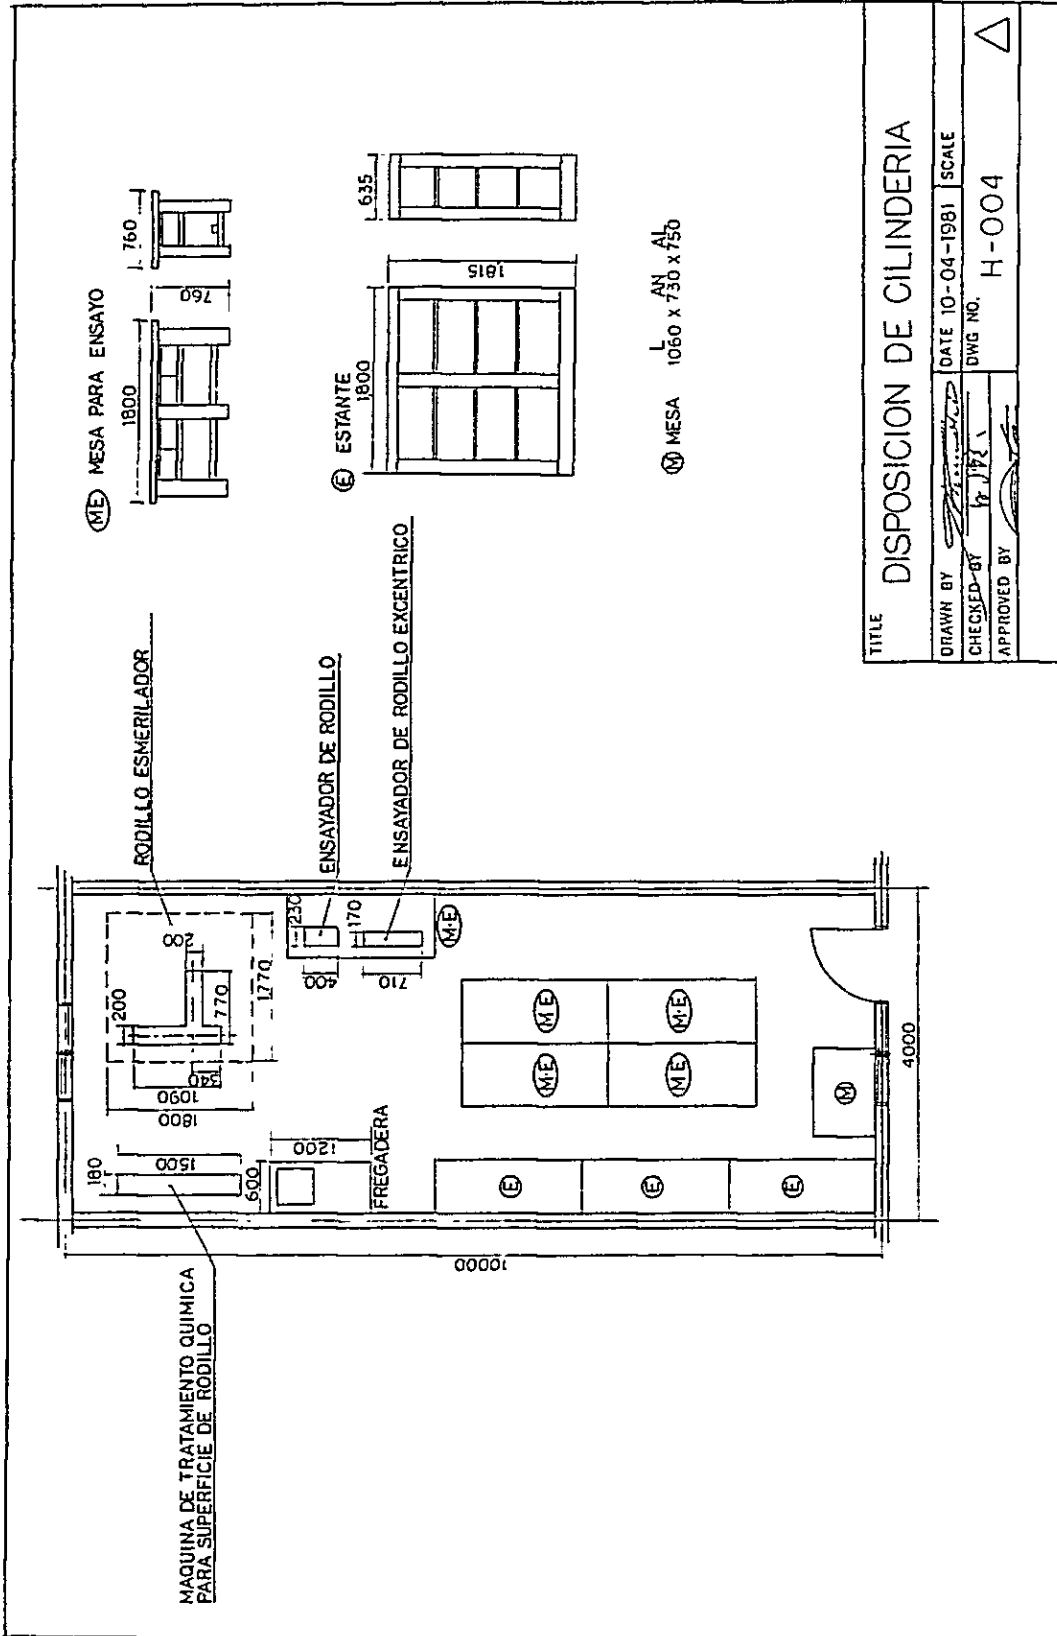 MAQUINA DE TRATAMIENTO QUIMICA
PARA SUPERFICIE DE RODILLO
180
1500
600
1200
FREGADERA
10000
4000
200
1800
1090
340
770
200
1770
RODILLO ESMERILADOR
230
400
ENSAYADOR DE RODILLO
170
710
ENSAYADOR DE RODILLO EXCENTRICO
M·E
M·E
M E
M E
M·E
E
E
E
M
ME MESA PARA ENSAYO
1800
760
760
E ESTANTE
1800
1815
635
M MESA
L AN AL
1060 x 730 x 750
TITLE
DISPOSICION DE CILINDERIA
DRAWN BY
DATE 10-04-1981
SCALE
CHECKED BY
DWG NO.
H-004
APPROVED BY